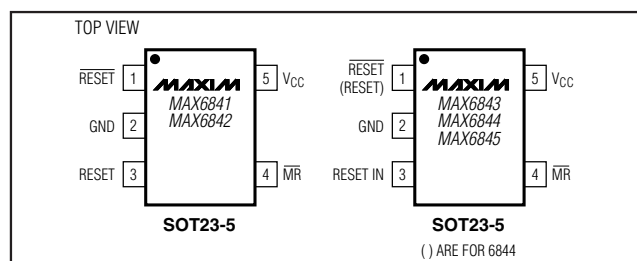 TOP VIEW
RESET 1
MAXIM
5 VCC
MAX6841
MAX6842
GND 2
RESET 3
4 MR
SOT23-5
RESET
(RESET) 1
MAXIM
5 VCC
MAX6843
MAX6844
MAX6845
GND 2
RESET IN 3
4 MR
SOT23-5
( ) ARE FOR 6844